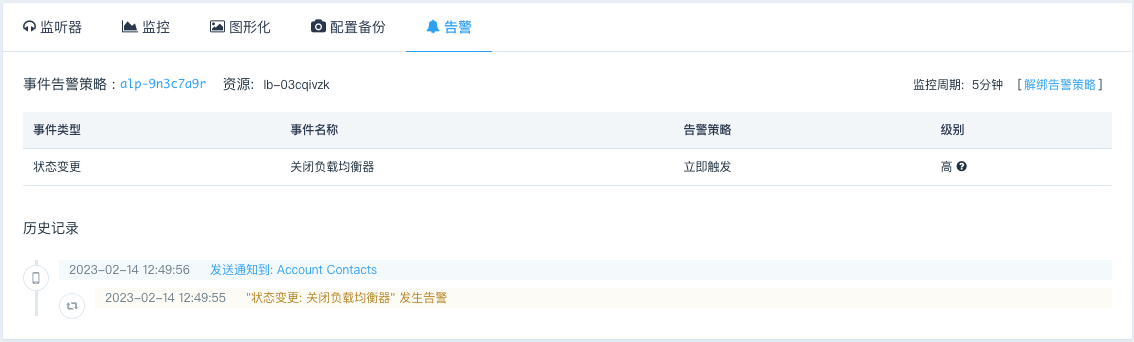 监听器 监控 图形化 配置备份 告警
事件告警策略：alp-9n3c7a9r 资源: lb-03cqivzk 监控周期: 5分钟 [解绑告警策略]
事件类型 事件名称 告警策略 级别
状态变更 关闭负载均衡器 立即触发 高
历史记录
2023-02-14 12:49:56 发送通知到: Account Contacts
2023-02-14 12:49:55 "状态变更: 关闭负载均衡器" 发生告警